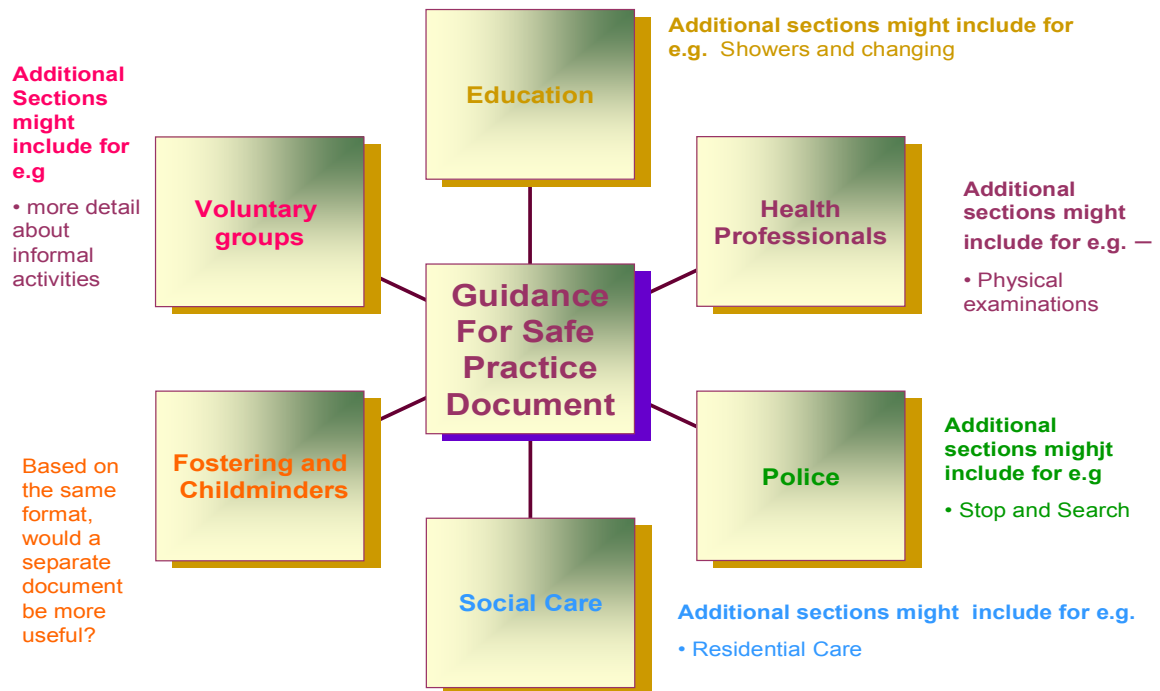 Additional sections might include for
e.g.  Showers and changing
Education
Additional
Sections
might
include for
e.g
• more detail
about
informal
activities
Voluntary
groups
Health
Professionals
Additional
sections might
include for e.g. –
• Physical
examinations
Guidance
For Safe
Practice
Document
Based on
the same
format,
would a
separate
document
be more
useful?
Fostering and
Childminders
Police
Additional
sections mighjt
include for e.g
• Stop and Search
Social Care
Additional sections might  include for e.g.
• Residential Care